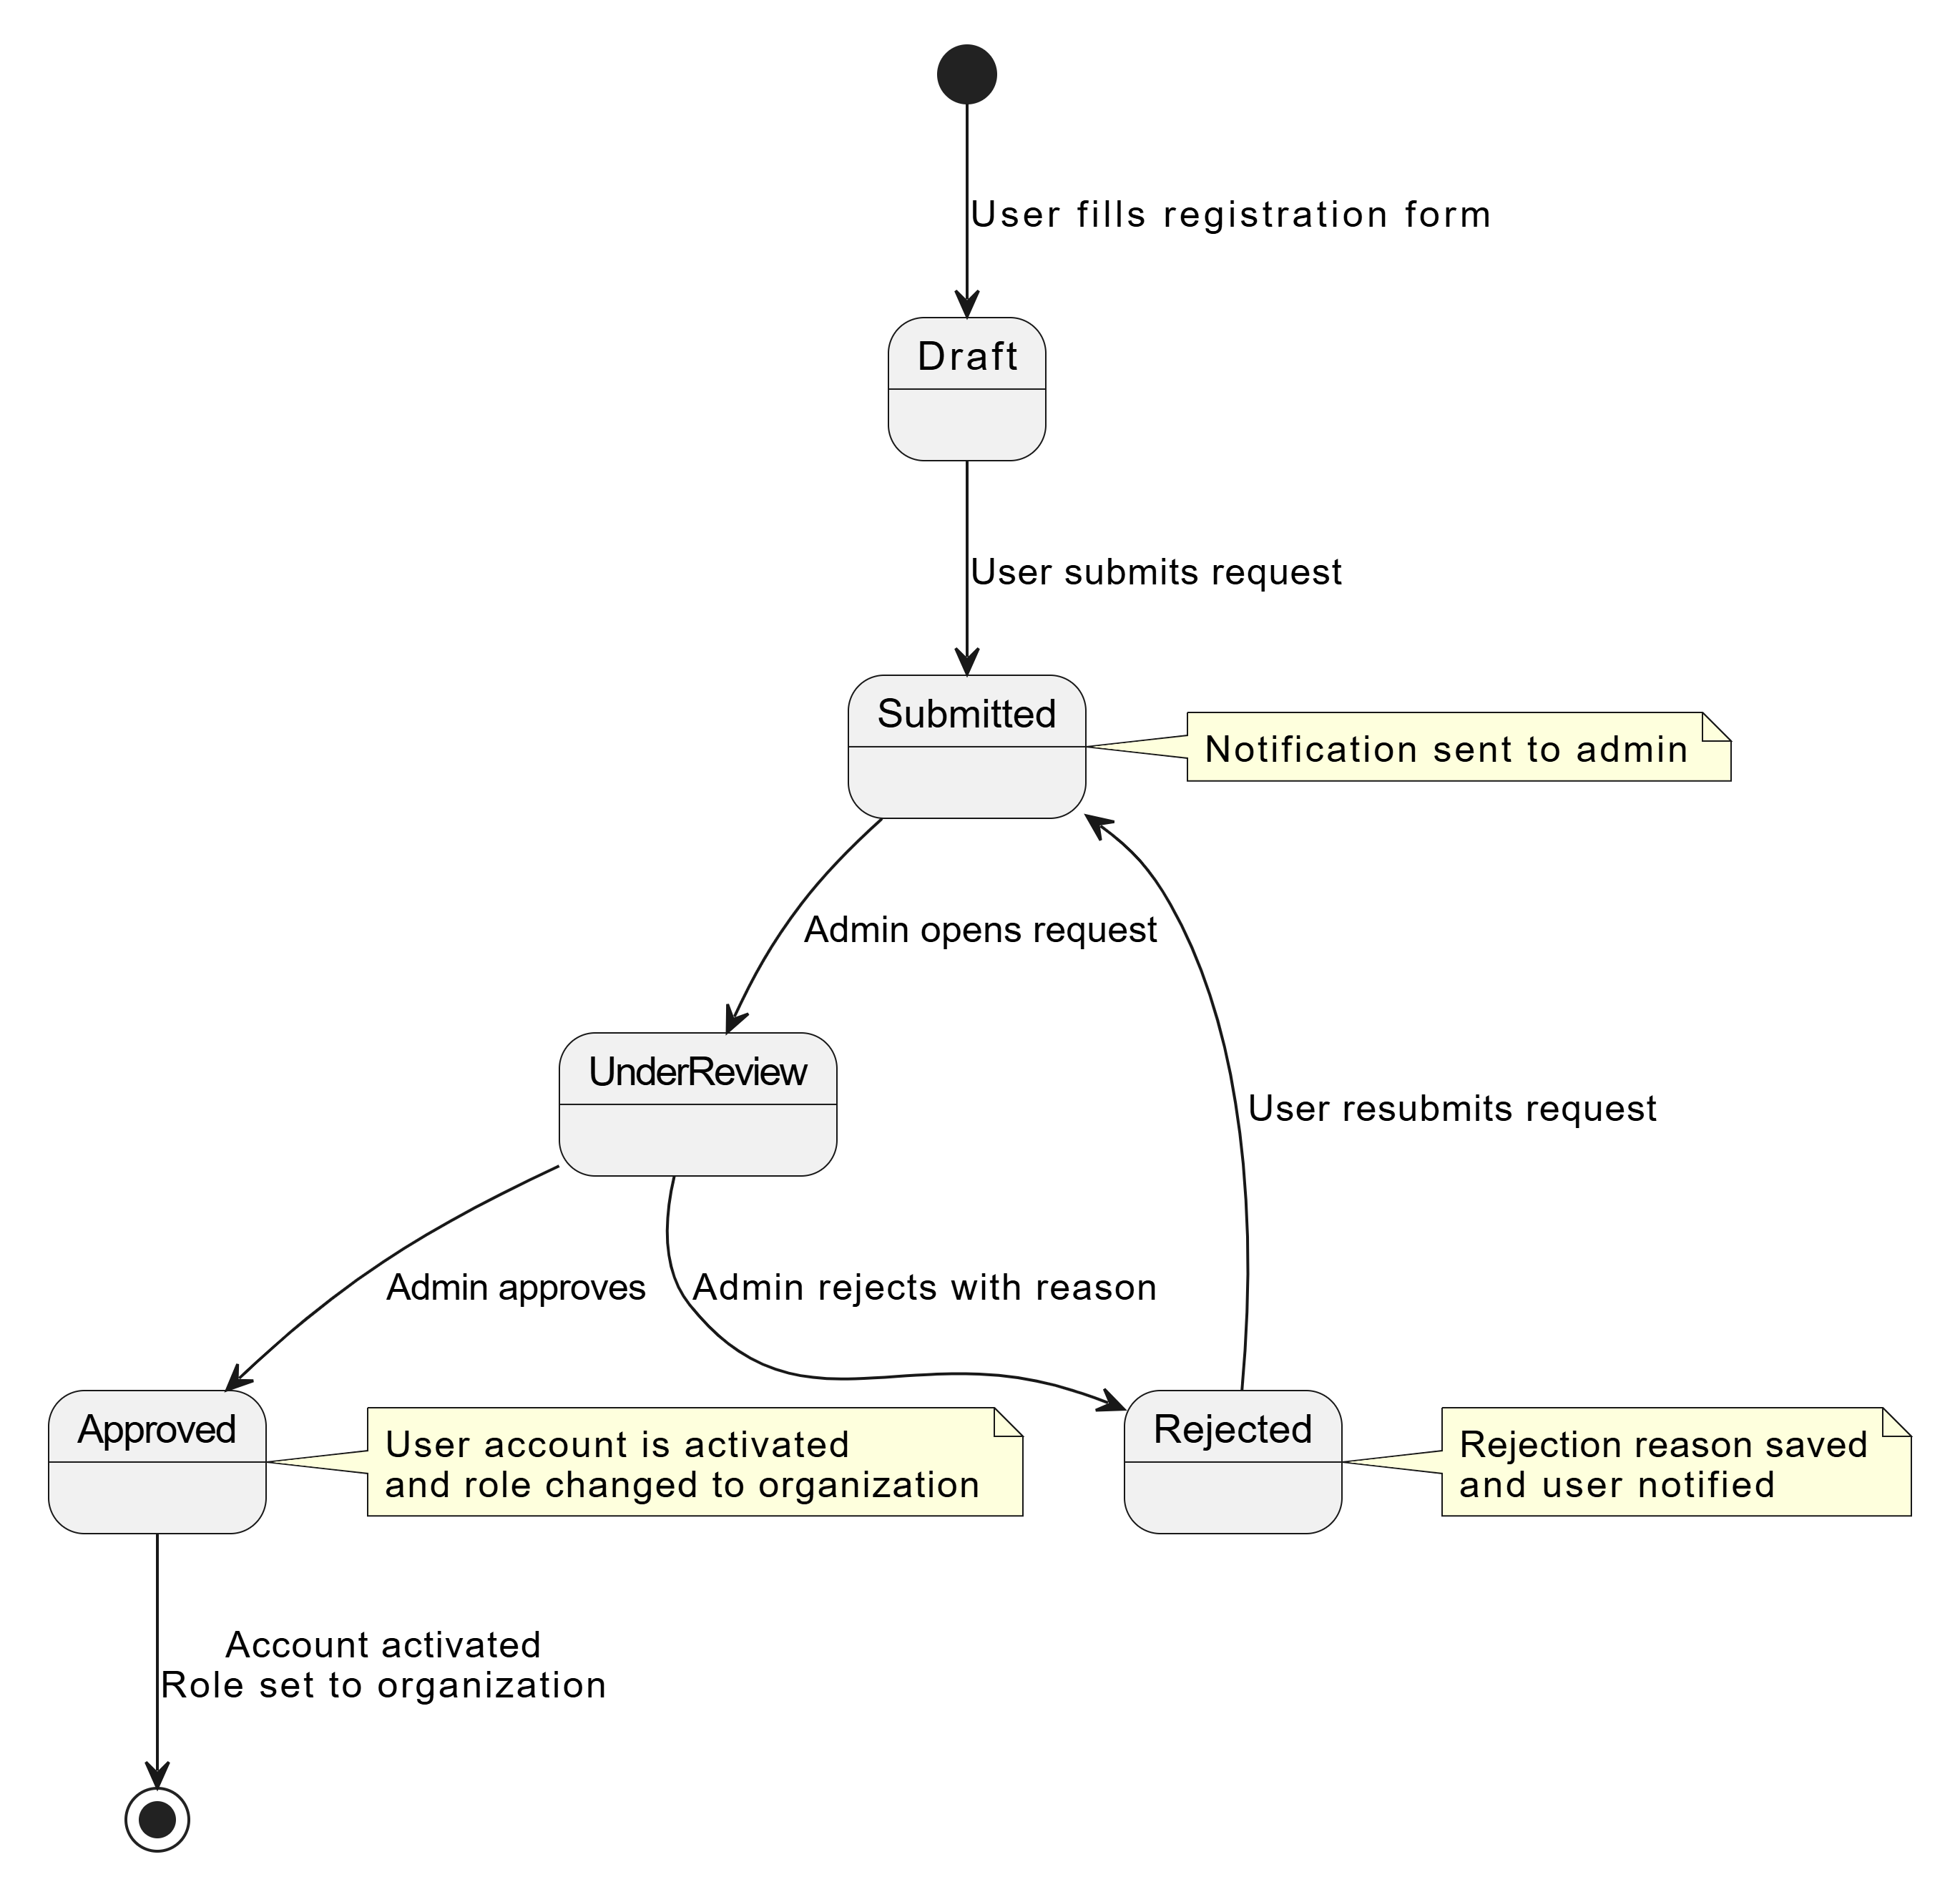 User fills registration form
Draft
User submits request
Submitted
Notification sent to admin
Admin opens request
UnderReview
User resubmits request
Admin approves
Admin rejects with reason
Approved
User account is activated
and role changed to organization
Rejected
Rejection reason saved
and user notified
Account activated
Role set to organization